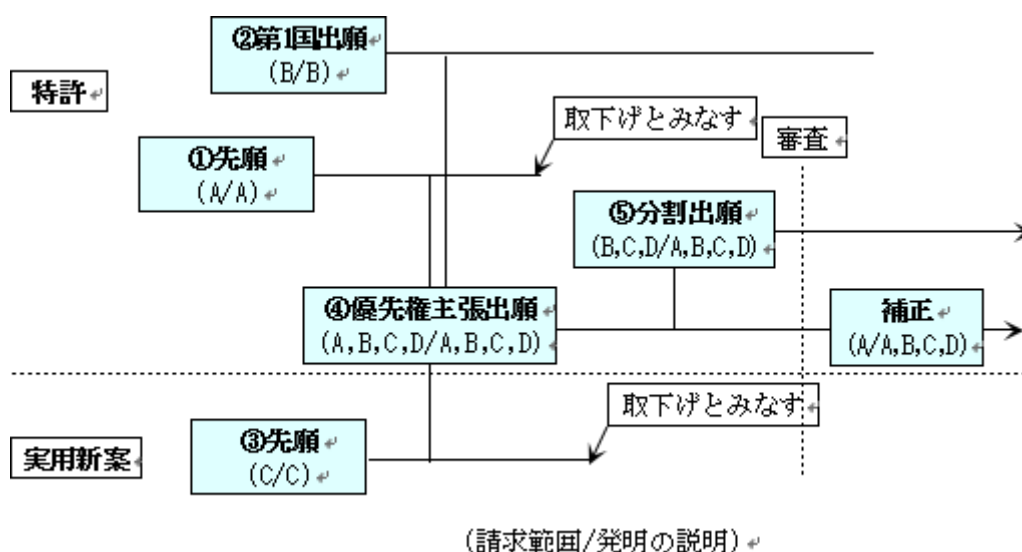 ②第1国出願↵
(B/B)↵
特許↵
取下げとみなす↵
審査↵
①先願↵
(A/A)↵
⑤分割出願↵
(B,C,D/A,B,C,D)↵
④優先権主張出願↵
(A,B,C,D/A,B,C,D)↵
補正↵
(A/A,B,C,D)↵
取下げとみなす↵
実用新案↵
③先願↵
(C/C)↵
(請求範囲/発明の説明)↵